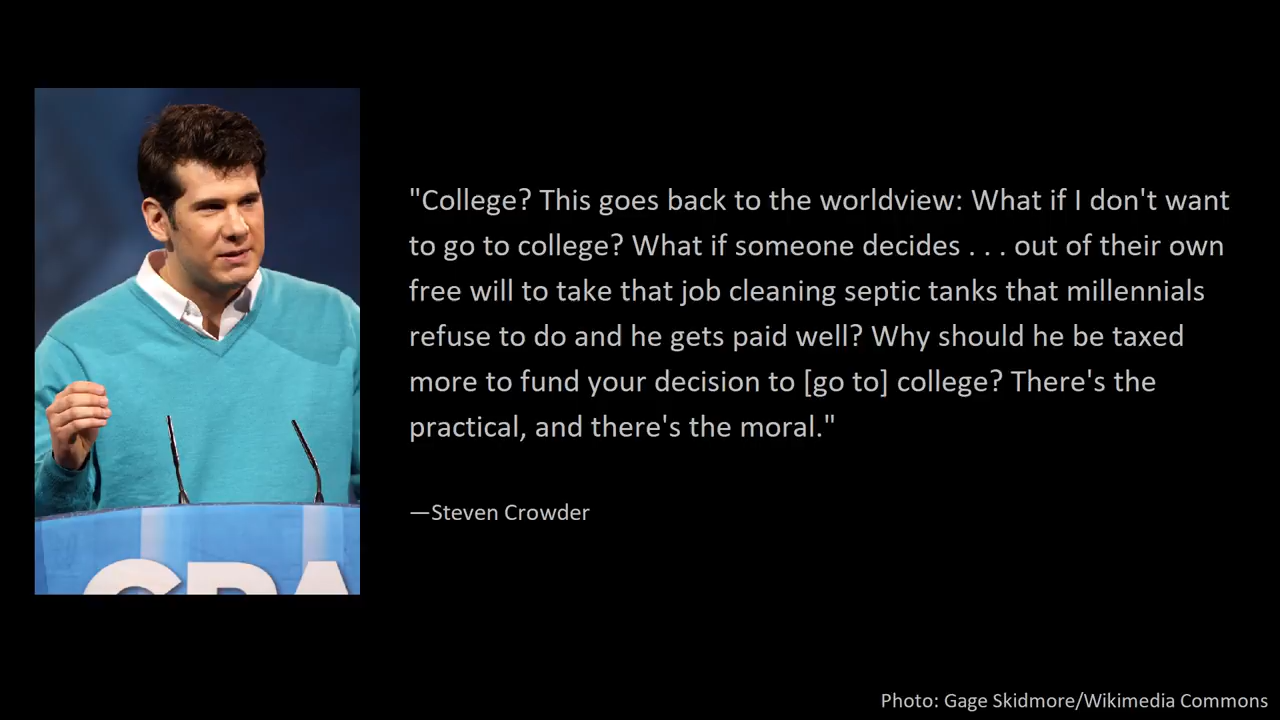 "College? This goes back to the worldview: What if I don't want
to go to college? What if someone decides . . . out of their own
free will to take that job cleaning septic tanks that millennials
refuse to do and he gets paid well? Why should he be taxed
more to fund your decision to [go to] college? There's the
practical, and there's the moral."
—Steven Crowder
CPA
Photo: Gage Skidmore/Wikimedia Commons